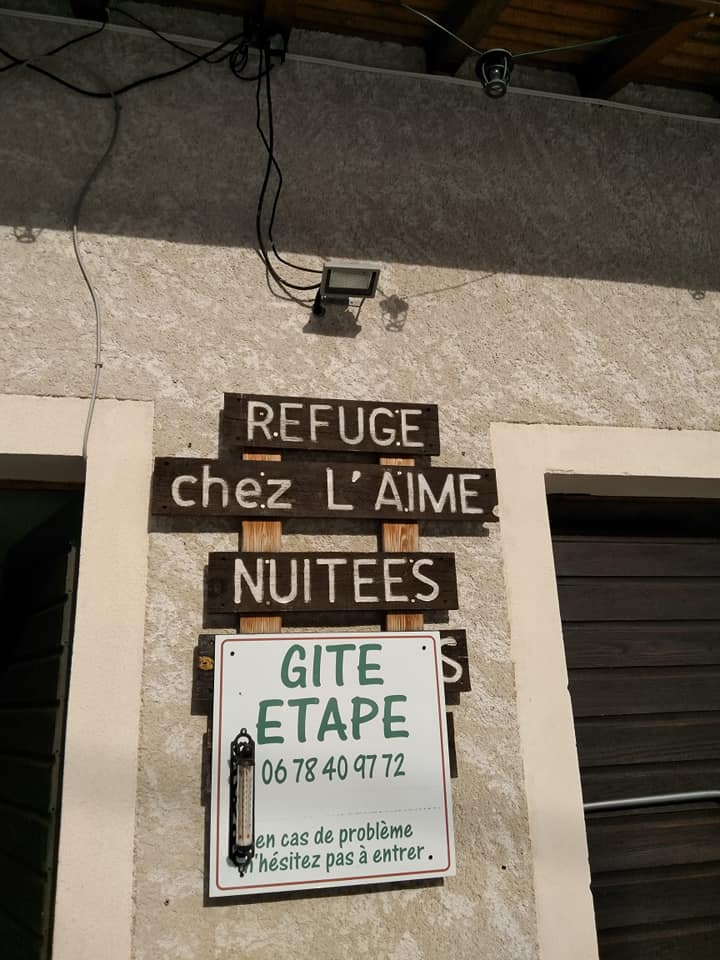 REFUGE
chez L'AIME
NUITEES
S
GITE
ETAPE
06 78 40 97 72
en cas de problème
n'hésitez pas à entrer.